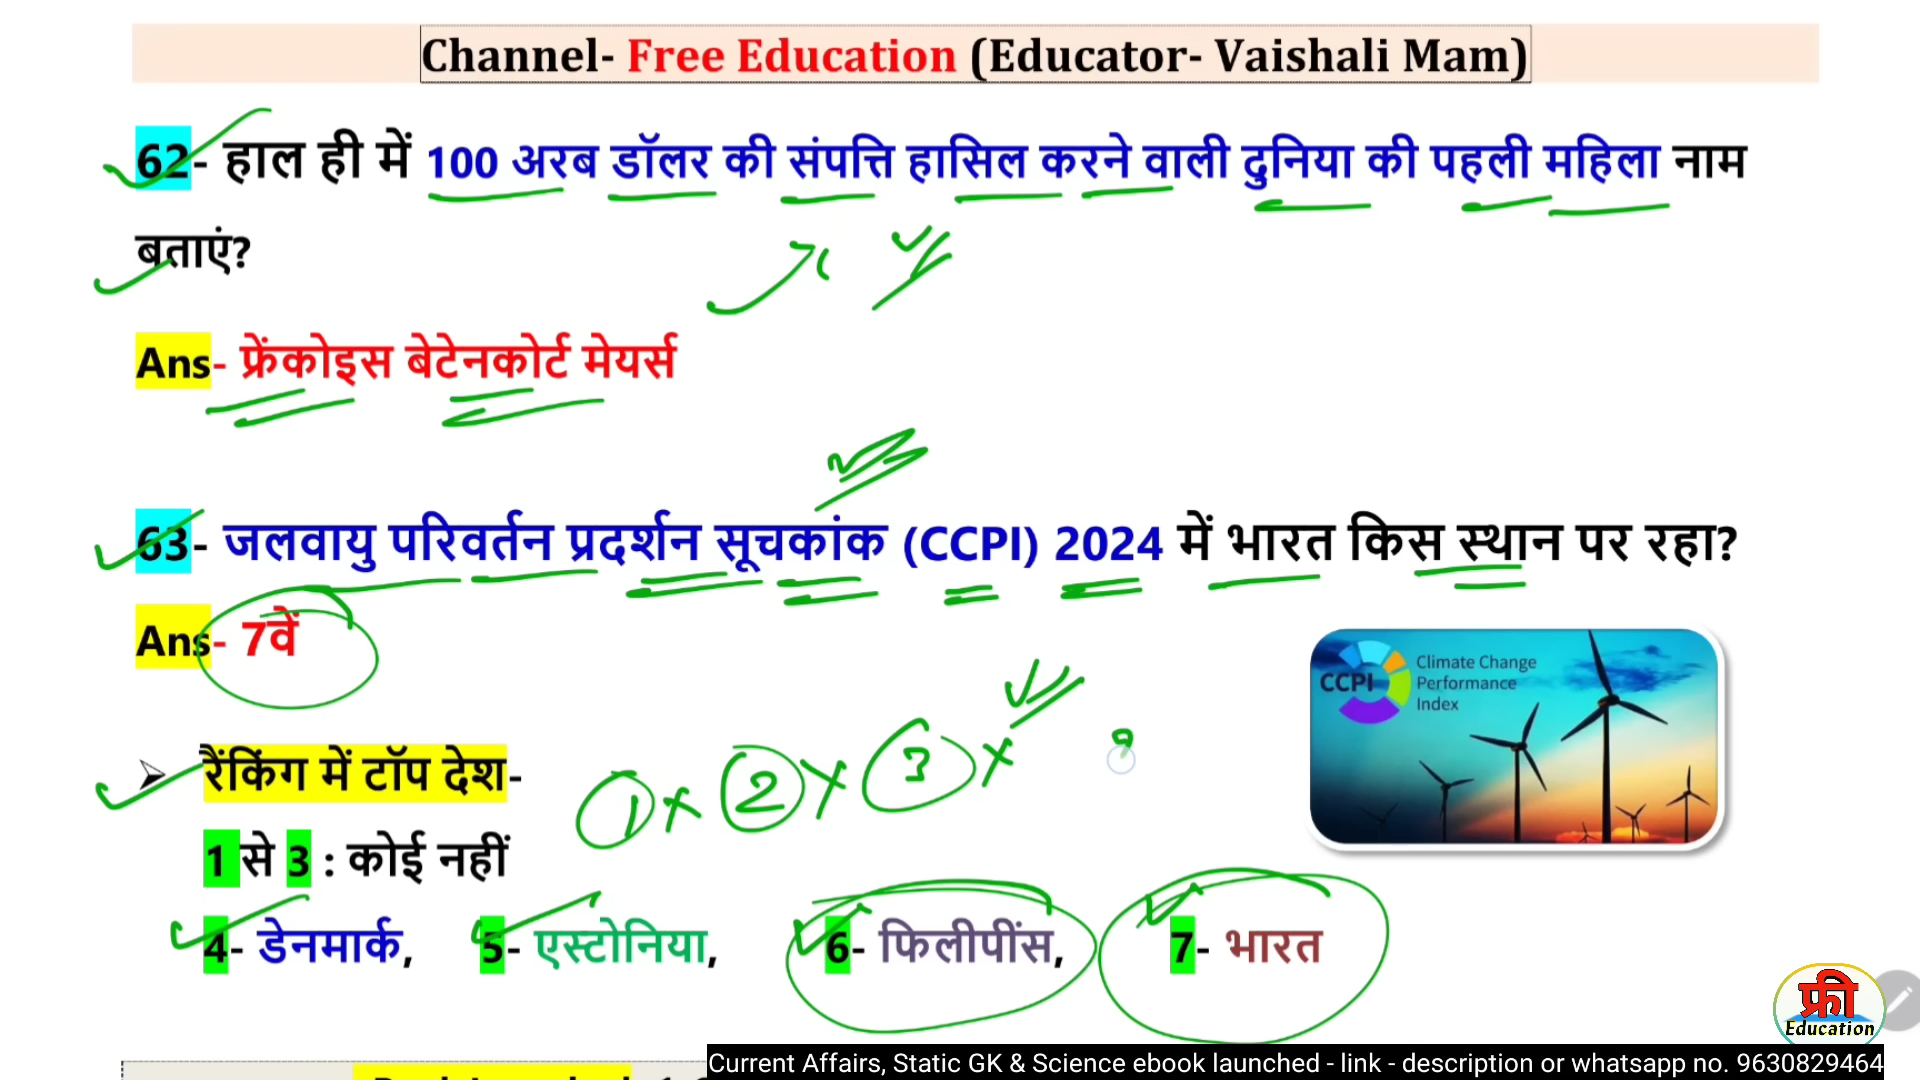 Channel- Free Education (Educator- Vaishali Mam)
62- हाल ही में 100 अरब डॉलर की संपत्ति हासिल करने वाली दुनिया की पहली महिला नाम
बताएं?
Ans- फ्रेंकोइस बेटेनकोर्ट मेयर्स
63- जलवायु परिवर्तन प्रदर्शन सूचकांक (CCPI) 2024 में भारत किस स्थान पर रहा?
Ans- 7वें
CCPI Climate Change
Performance
Index
➢ रैंकिंग में टॉप देश-
1 x 2 x 3 x
1 से 3 : कोई नहीं
4- डेनमार्क, 5- एस्टोनिया, 6- फिलीपींस, 7- भारत
फ्री
Education
Current Affairs, Static GK & Science ebook launched - link - description or whatsapp no. 9630829464